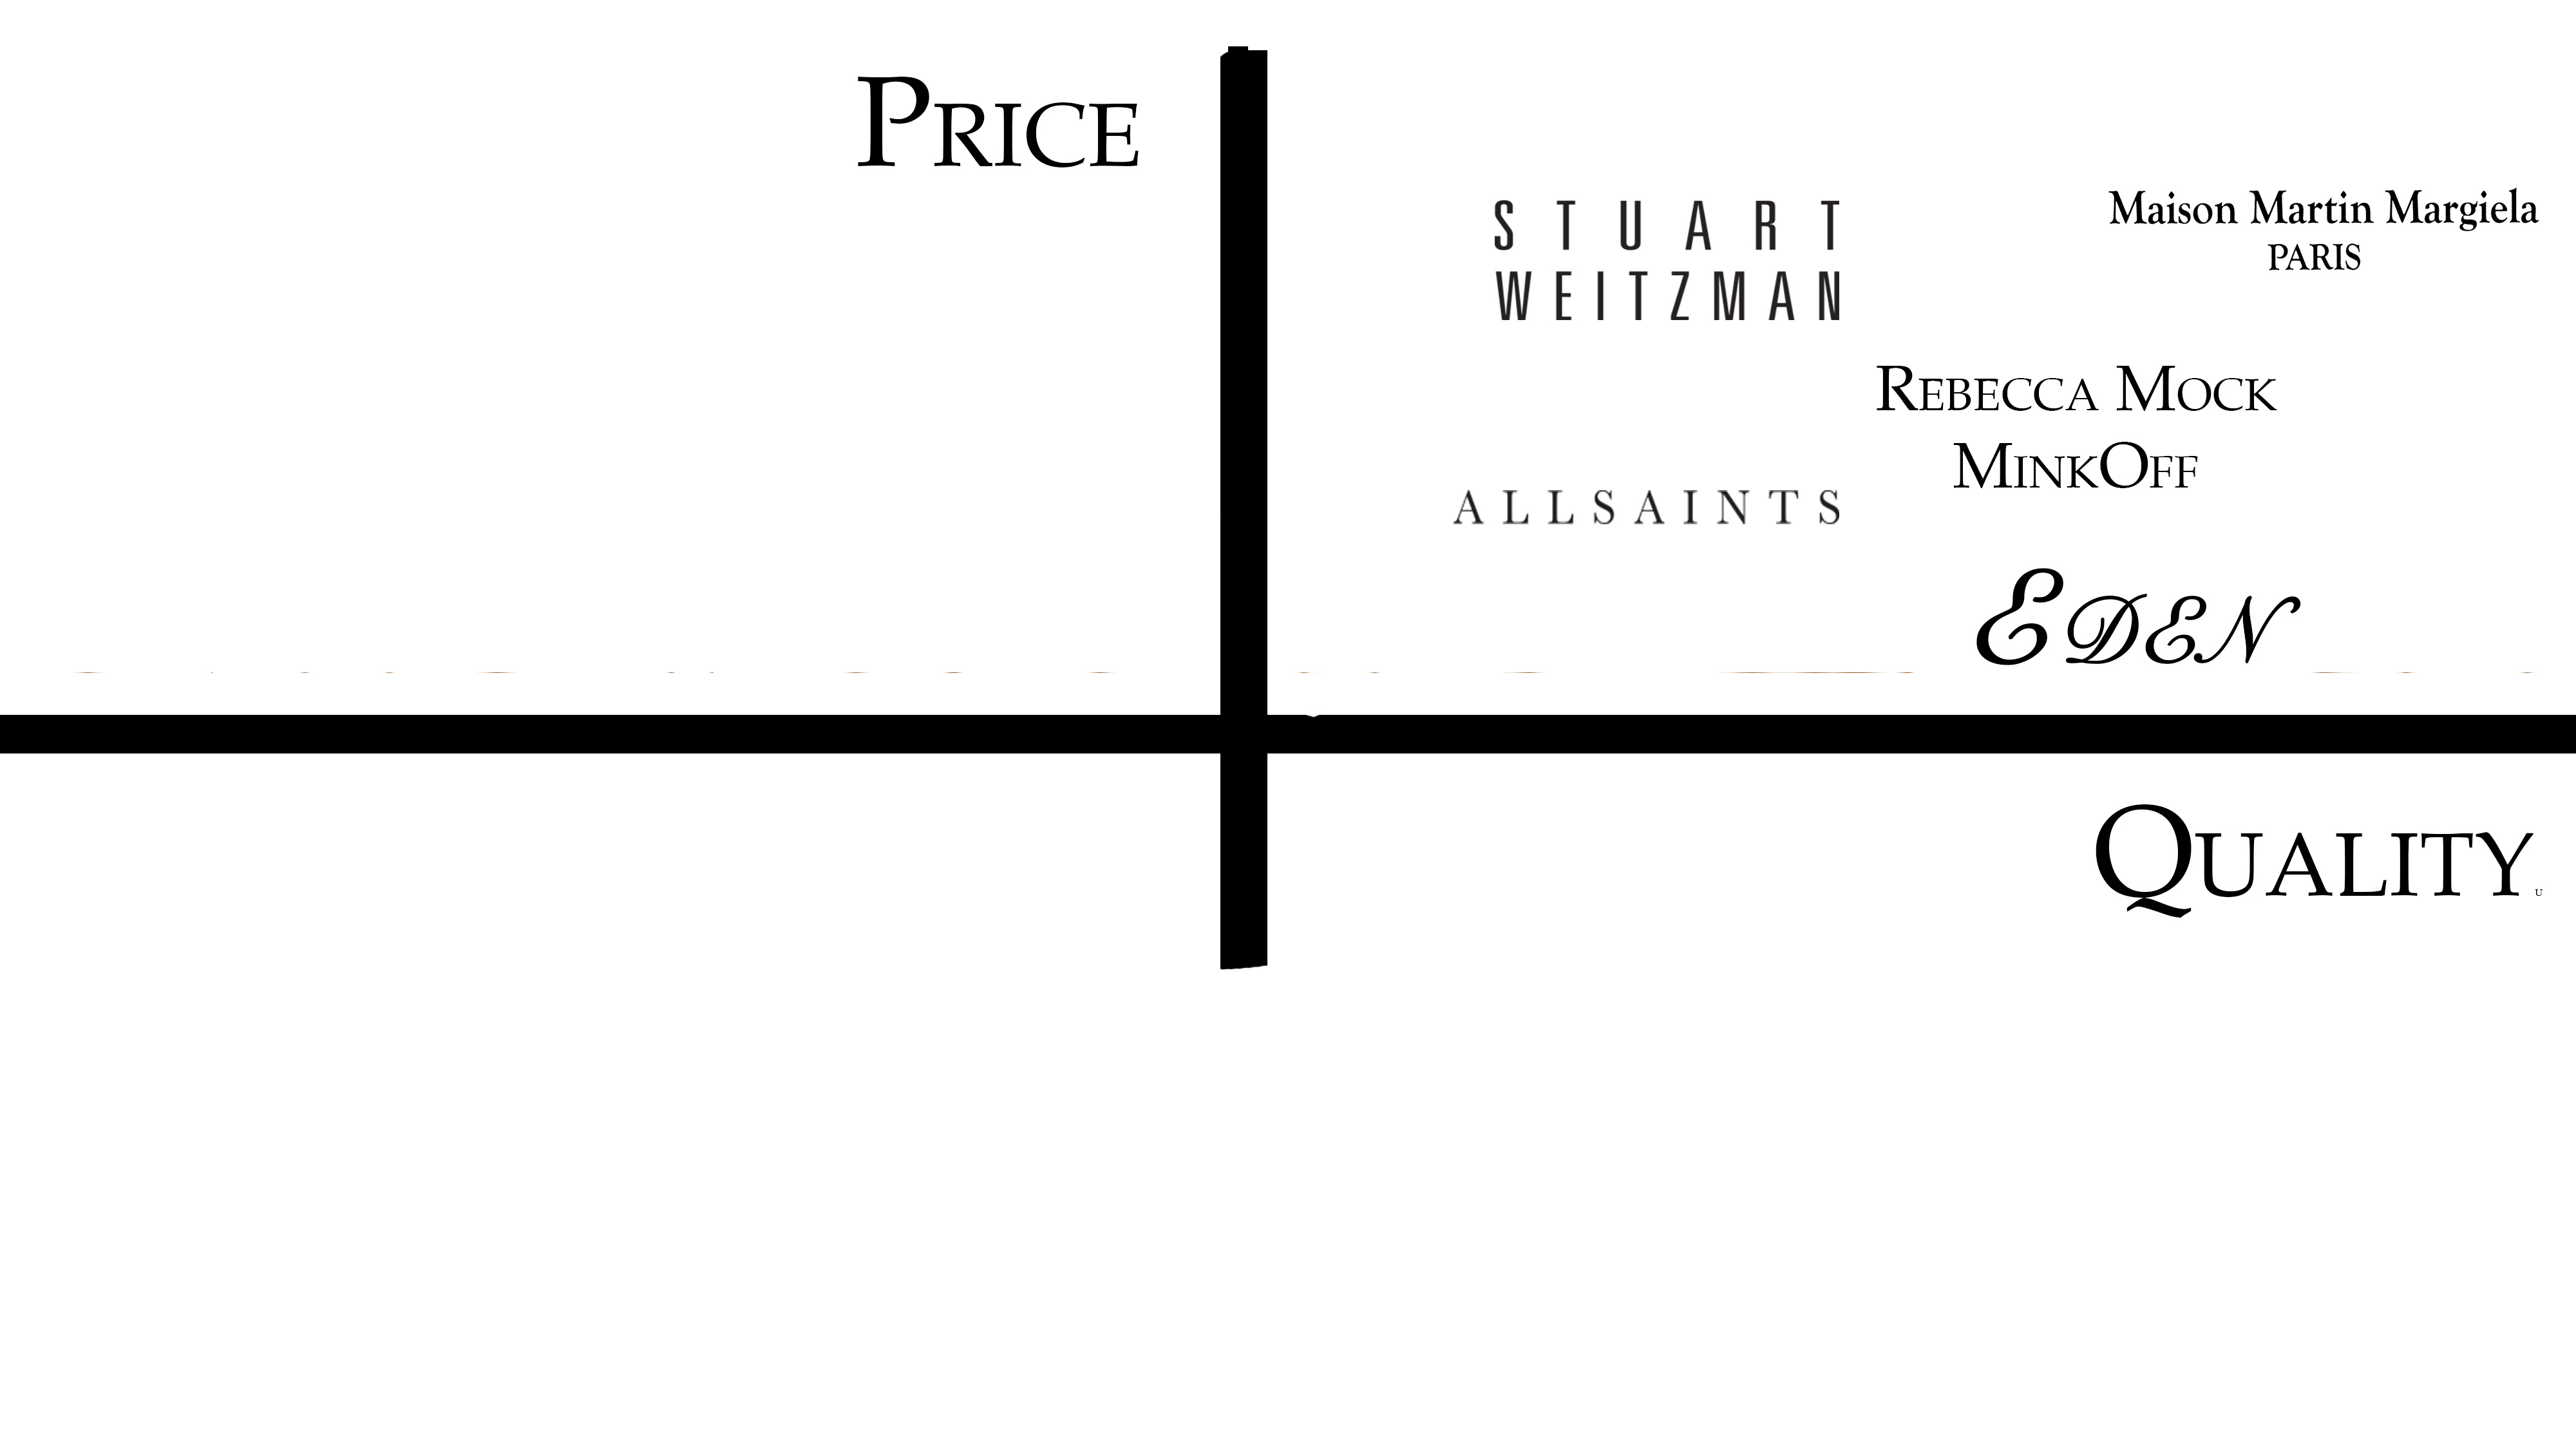 PRICE
STUART
WEITZMAN
Maison Martin Margiela
PARIS
REBECCA MOCK
MINKOFF
ALLSAINTS
EDEN
QUALITY
U